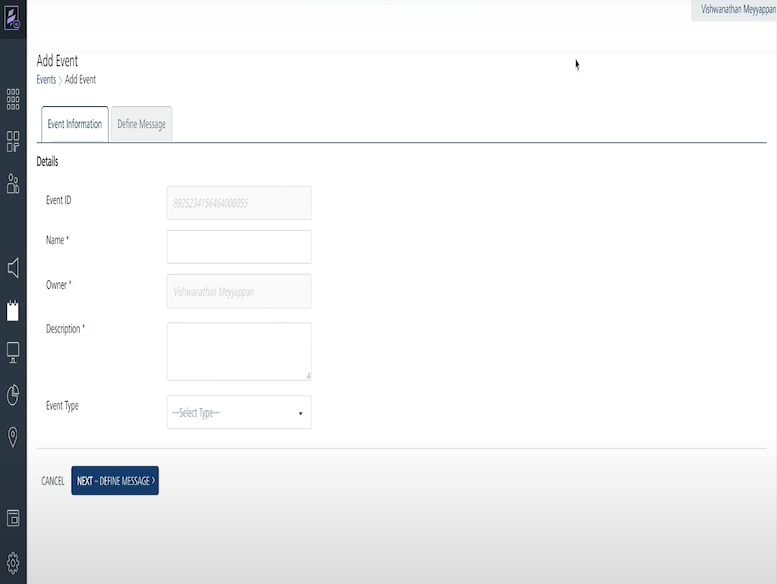 Vishwanathan Meyyappan
Add Event
Events > Add Event
Event Information
Define Message
Details
Event ID
8925234156464008055
Name *
Owner *
Vishwanathan Meyyappan
Description *
Event Type
---Select Type---
CANCEL
NEXT – DEFINE MESSAGE >